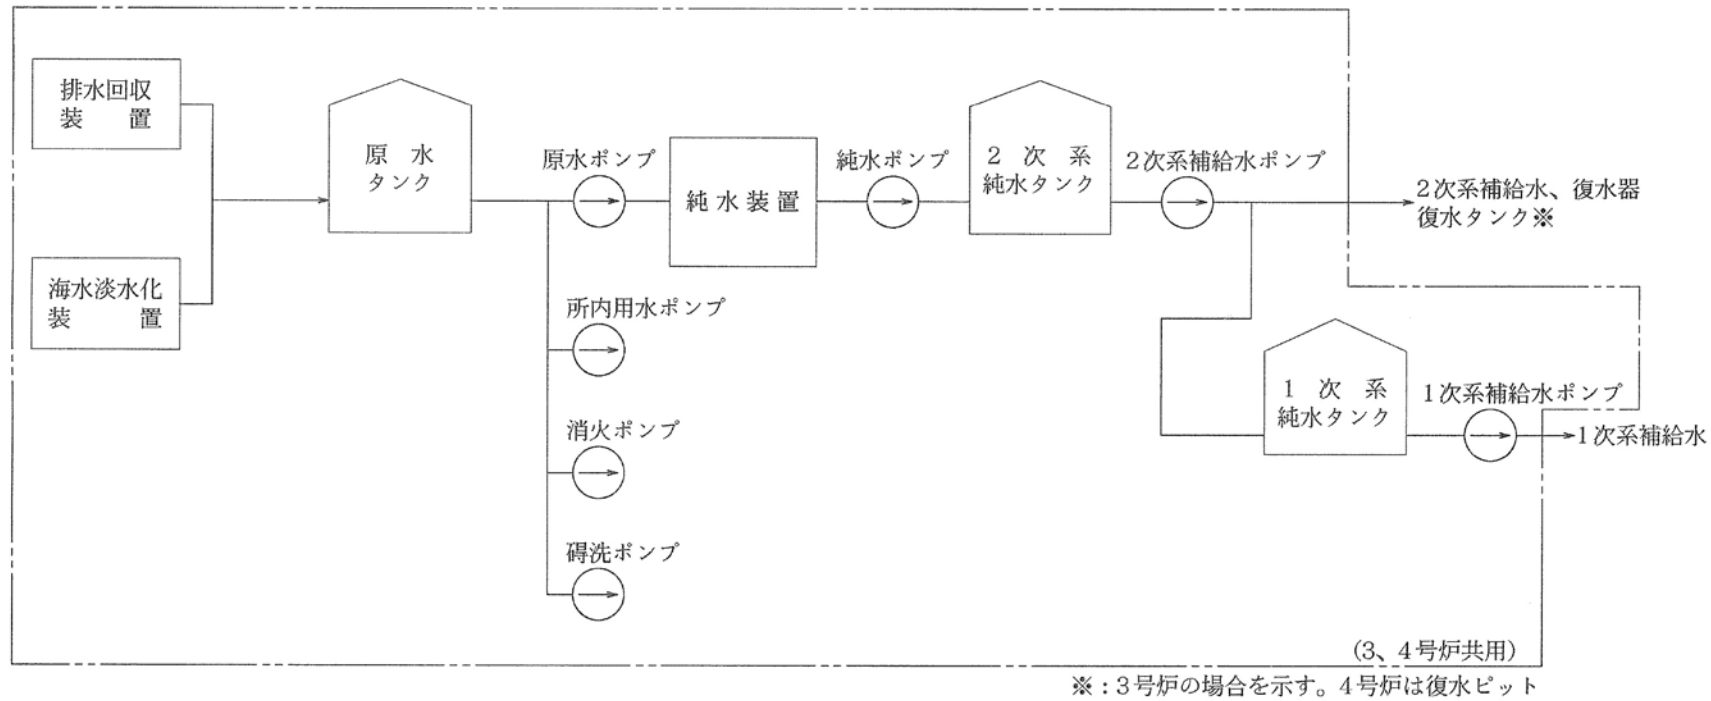 排水回収
装置
海水淡水化
装置
原水
タンク
原水ポンプ
所内用水ポンプ
消火ポンプ
碍洗ポンプ
純水装置
純水ポンプ
2次系
純水タンク
2次系補給水ポンプ
2次系補給水、復水器
復水タンク※
1次系
純水タンク
1次系補給水ポンプ
1次系補給水
(3、4号炉共用)
※:3号炉の場合を示す。4号炉は復水ピット